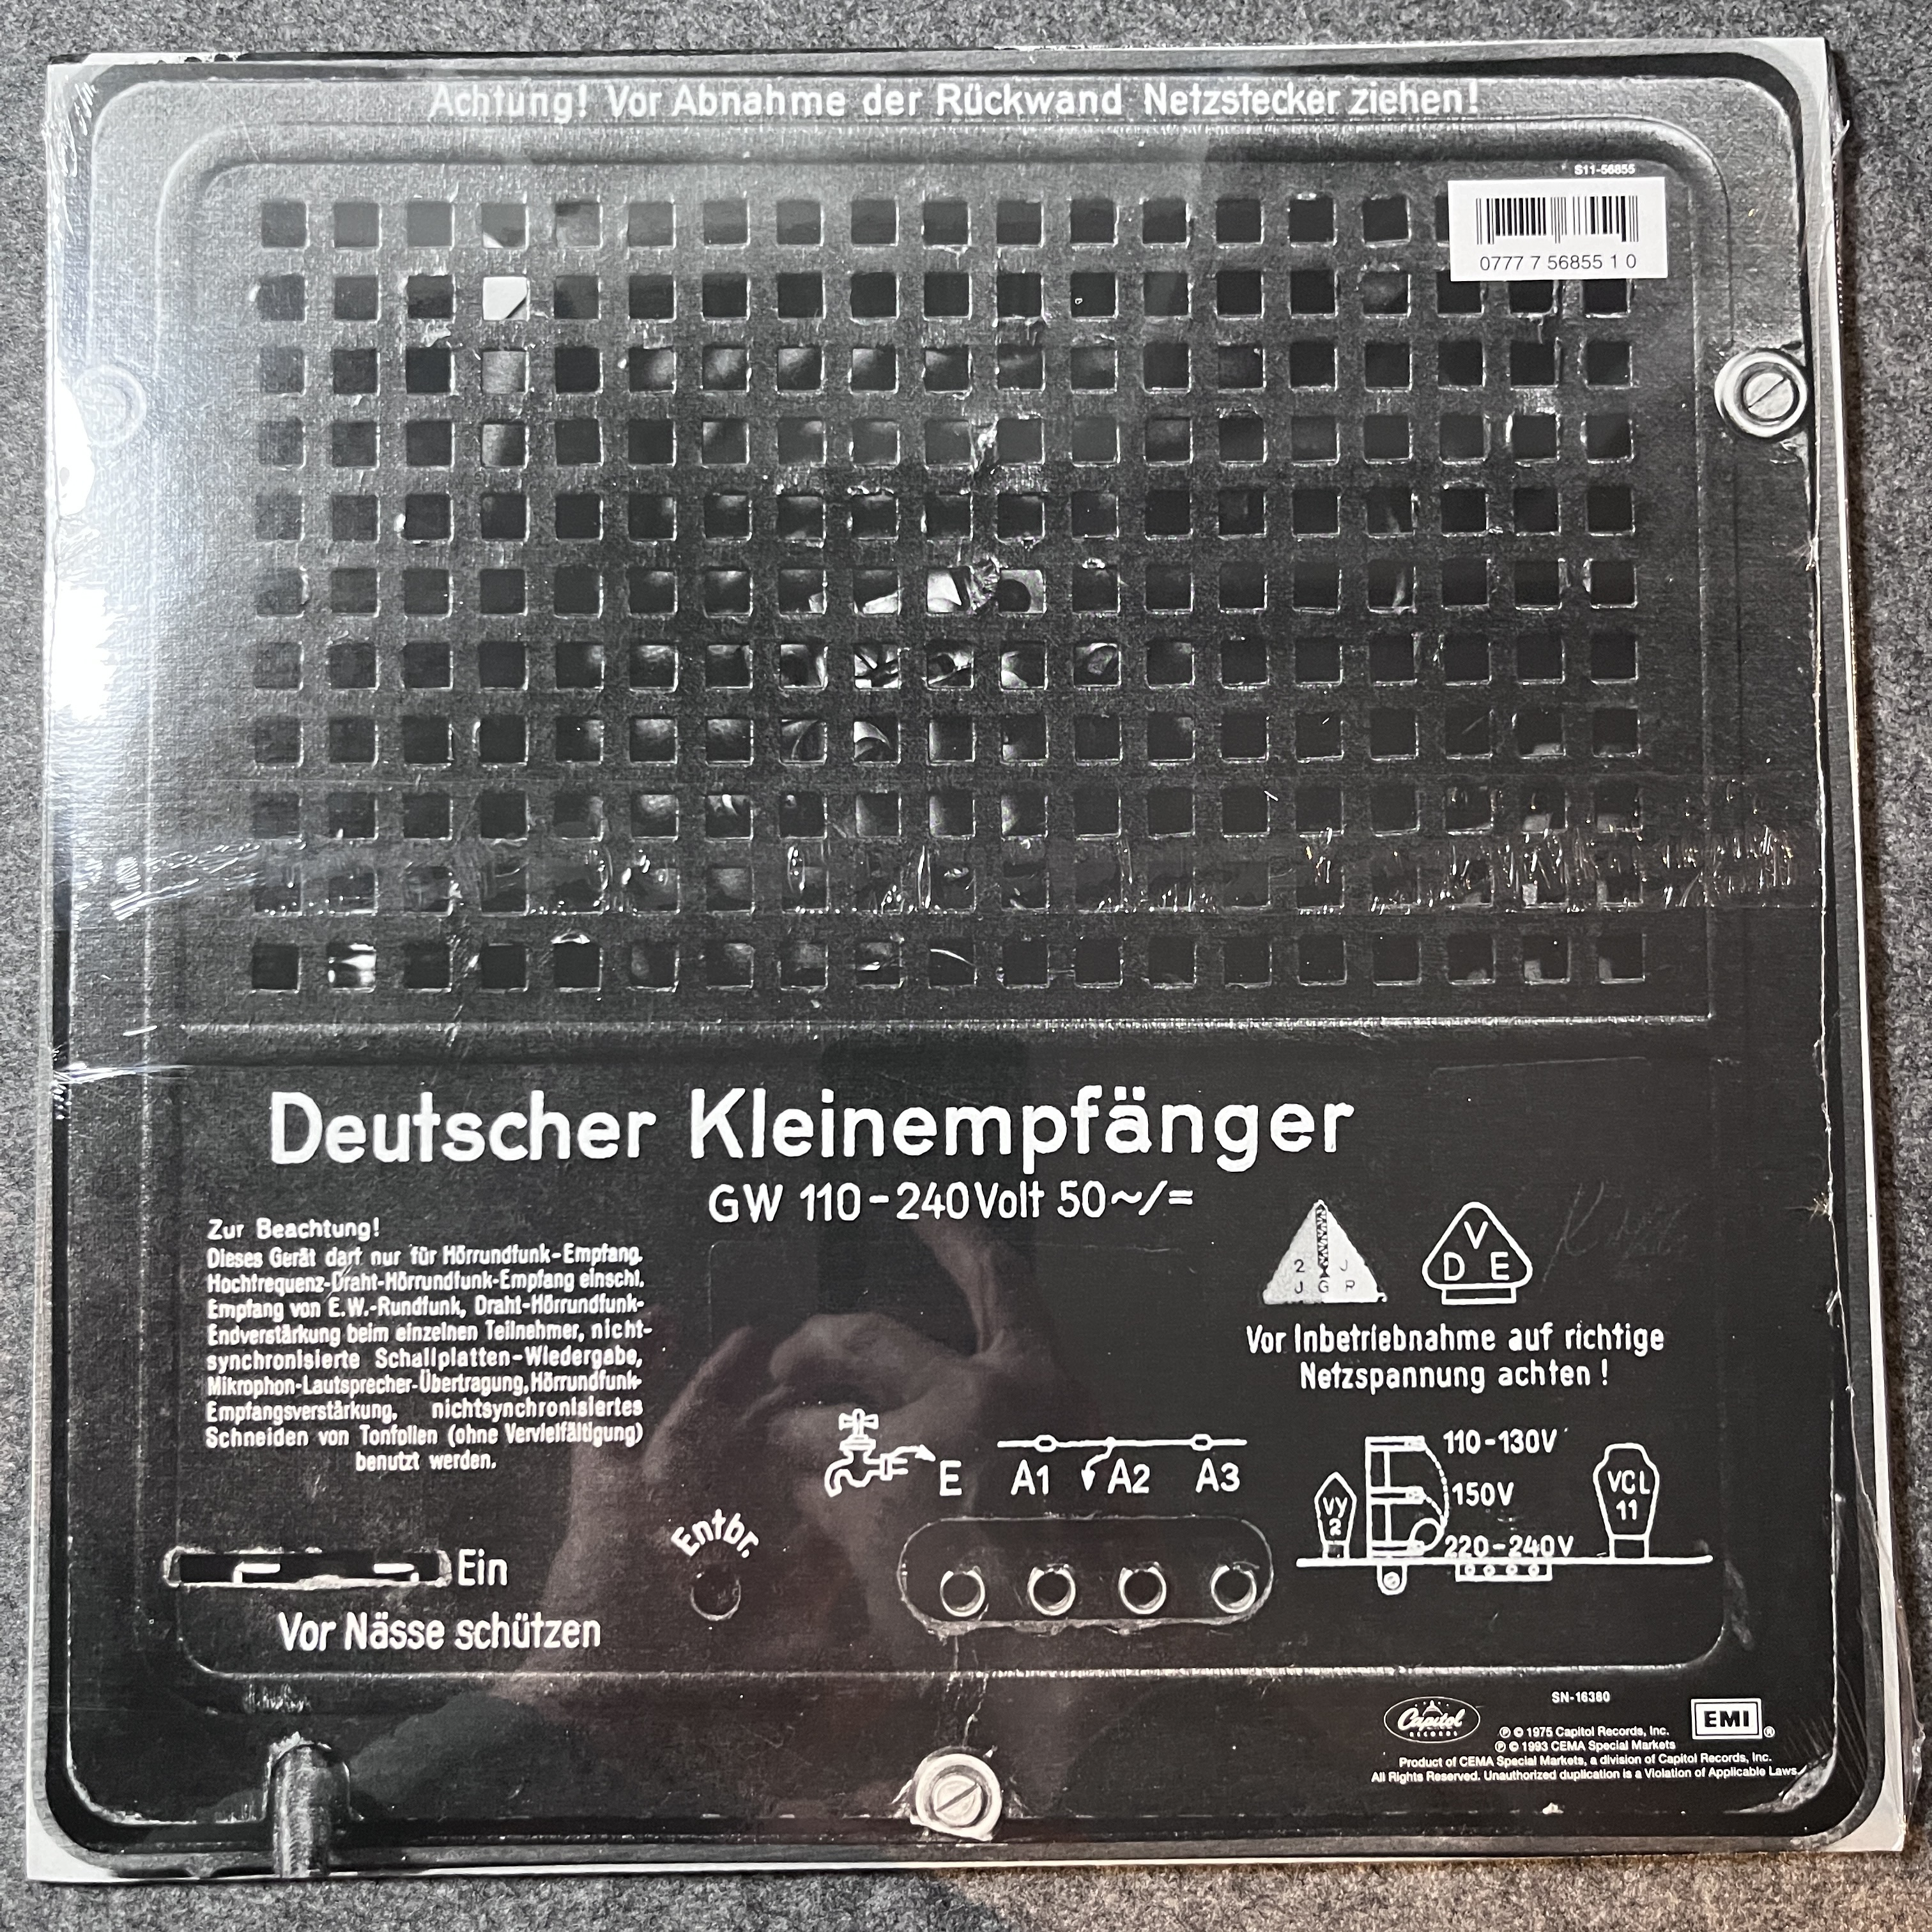 Achtung! Vor Abnahme der Rückwand Netzstecker ziehen!
S11-56855
0777 7 56855 1 0
Deutscher Kleinempfänger
GW 110-240Volt 50~/=
Zur Beachtung!
Dieses Gerät darf nur für Hörrundfunk-Empfang,
Hochfrequenz-Draht-Hörrundfunk-Empfang einschl.
Empfang von E.W.-Rundfunk, Draht-Hörrundfunk-
Endverstärkung beim einzelnen Teilnehmer, nicht-
synchronisierte Schallplatten-Wiedergabe,
Mikrophon-Lautsprecher-Übertragung, Hörrundfunk-
Empfangsverstärkung, nichtsynchronisiertes
Schneiden von Tonfolien (ohne Vervielfältigung)
benutzt werden.
2 J
J G R
V
D E
Vor Inbetriebnahme auf richtige
Netzspannung achten!
E A1 A2 A3
110-130V
150V
220-240V
VY
2
VCL
11
Entbr.
Ein
Vor Nässe schützen
Capitol
RECORDS
SN-16380
EMI®
℗ © 1975 Capitol Records, Inc.
℗ © 1993 CEMA Special Markets
Product of CEMA Special Markets, a division of Capitol Records, Inc.
All Rights Reserved. Unauthorized duplication is a Violation of Applicable Laws.